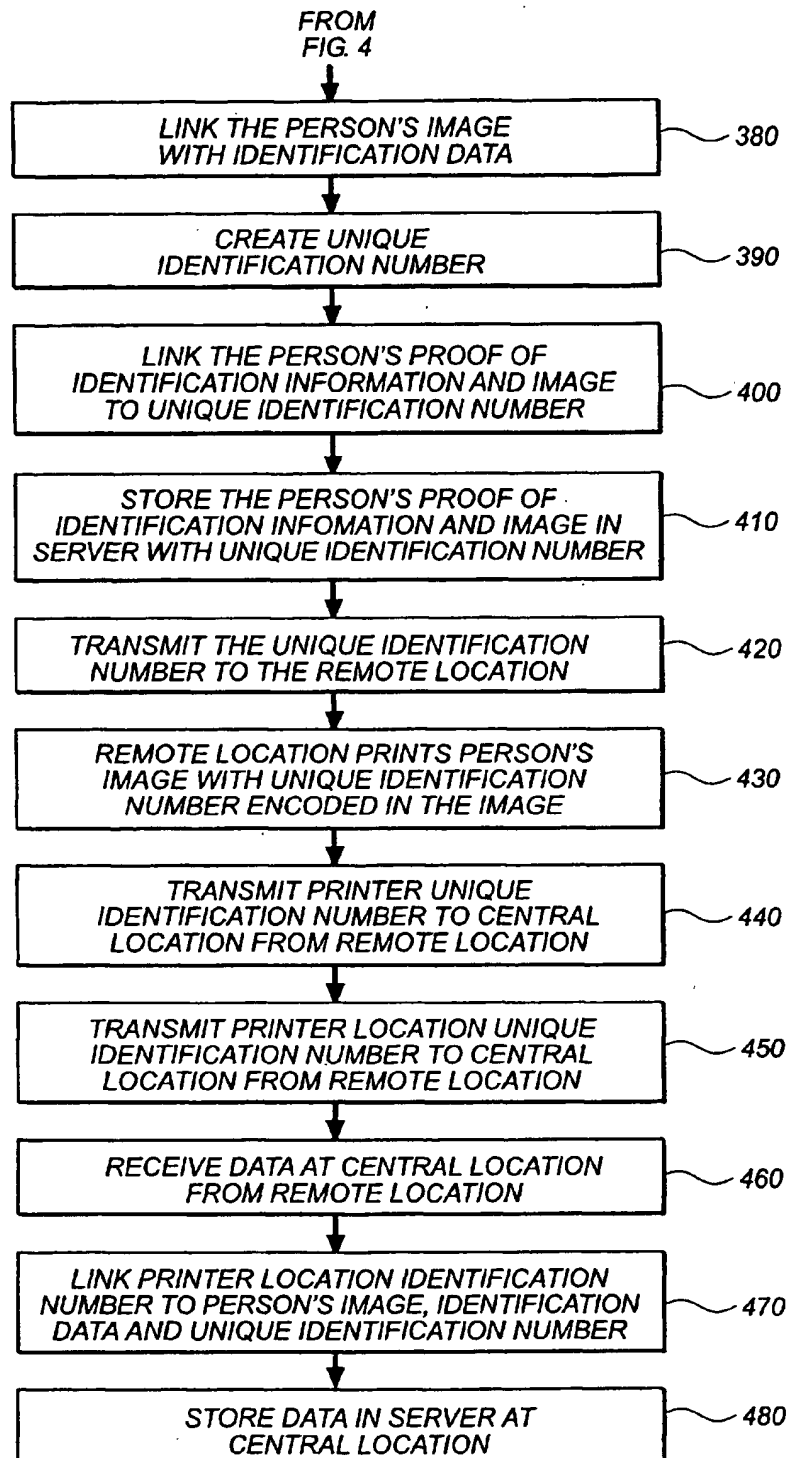 FROM
FIG. 4
LINK THE PERSON'S IMAGE
WITH IDENTIFICATION DATA
380
CREATE UNIQUE
IDENTIFICATION NUMBER
390
LINK THE PERSON'S PROOF OF
IDENTIFICATION INFORMATION AND IMAGE
TO UNIQUE IDENTIFICATION NUMBER
400
STORE THE PERSON'S PROOF OF
IDENTIFICATION INFOMATION AND IMAGE IN
SERVER WITH UNIQUE IDENTIFICATION NUMBER
410
TRANSMIT THE UNIQUE IDENTIFICATION
NUMBER TO THE REMOTE LOCATION
420
REMOTE LOCATION PRINTS PERSON'S
IMAGE WITH UNIQUE IDENTIFICATION
NUMBER ENCODED IN THE IMAGE
430
TRANSMIT PRINTER UNIQUE
IDENTIFICATION NUMBER TO CENTRAL
LOCATION FROM REMOTE LOCATION
440
TRANSMIT PRINTER LOCATION UNIQUE
IDENTIFICATION NUMBER TO CENTRAL
LOCATION FROM REMOTE LOCATION
450
RECEIVE DATA AT CENTRAL LOCATION
FROM REMOTE LOCATION
460
LINK PRINTER LOCATION IDENTIFICATION
NUMBER TO PERSON'S IMAGE, IDENTIFICATION
DATA AND UNIQUE IDENTIFICATION NUMBER
470
STORE DATA IN SERVER AT
CENTRAL LOCATION
480